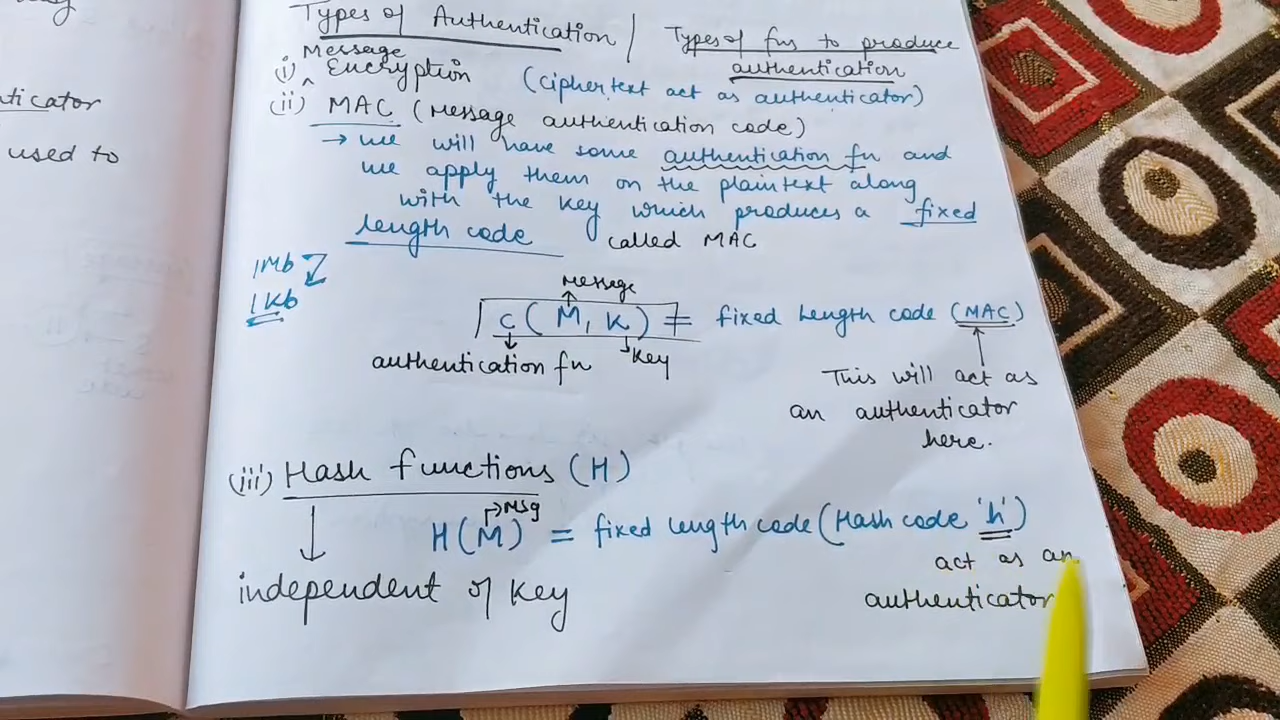 ticator
used to
Types of Authentication | Types of fns to produce
authentication
Message
(i) ^ Encryption (ciphertext act as authenticator)
(ii) MAC (Message authentication code)
→ we will have some authentication fn and
we apply them on the plaintext along
with the key which produces a fixed
length code called MAC
1Mb
1Kb
Message
C(M, K) = fixed length code (MAC)
authentication fn
Key
This will act as
an authenticator
here.
(iii) Hash functions (H)
Msg
H(M) = fixed length code (Hash code 'h')
act as an
authenticator
independent of key